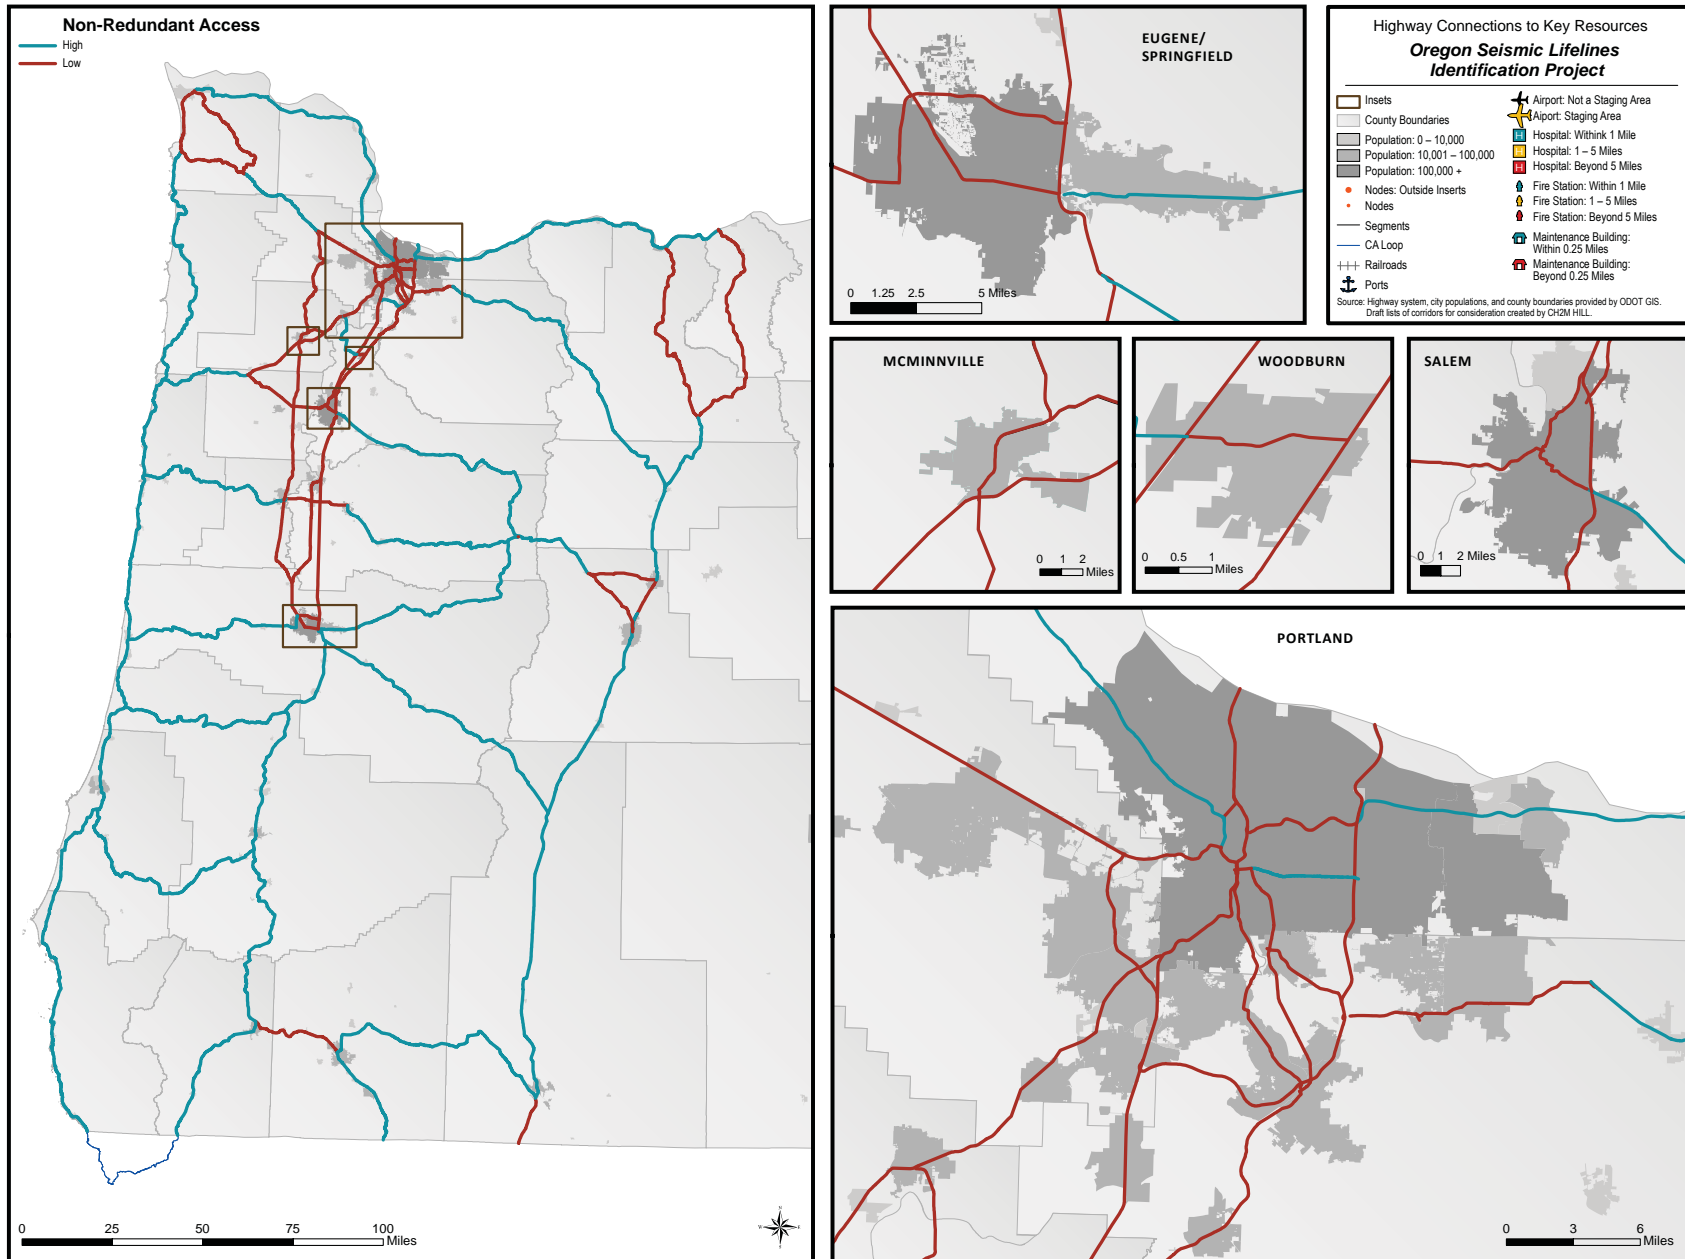 Non-Redundant Access
High
Low
0 25 50 75 100
Miles
EUGENE/
SPRINGFIELD
0 1.25 2.5 5 Miles
Highway Connections to Key Resources
Oregon Seismic Lifelines
Identification Project
Insets
County Boundaries
Population: 0 – 10,000
Population: 10,001 – 100,000
Population: 100,000 +
Nodes: Outside Inserts
Nodes
Segments
CA Loop
Railroads
Ports
Airport: Not a Staging Area
Aiport: Staging Area
H Hospital: Withink 1 Mile
H Hospital: 1 – 5 Miles
H Hospital: Beyond 5 Miles
Fire Station: Within 1 Mile
Fire Station: 1 – 5 Miles
Fire Station: Beyond 5 Miles
Maintenance Building:
Within 0.25 Miles
Maintenance Building:
Beyond 0.25 Miles
Source: Highway system, city populations, and county boundaries provided by ODOT GIS.
Draft lists of corridors for consideration created by CH2M HILL.
MCMINNVILLE
0 1 2
Miles
WOODBURN
0 0.5 1
Miles
SALEM
0 1 2 Miles
PORTLAND
0 3 6
Miles